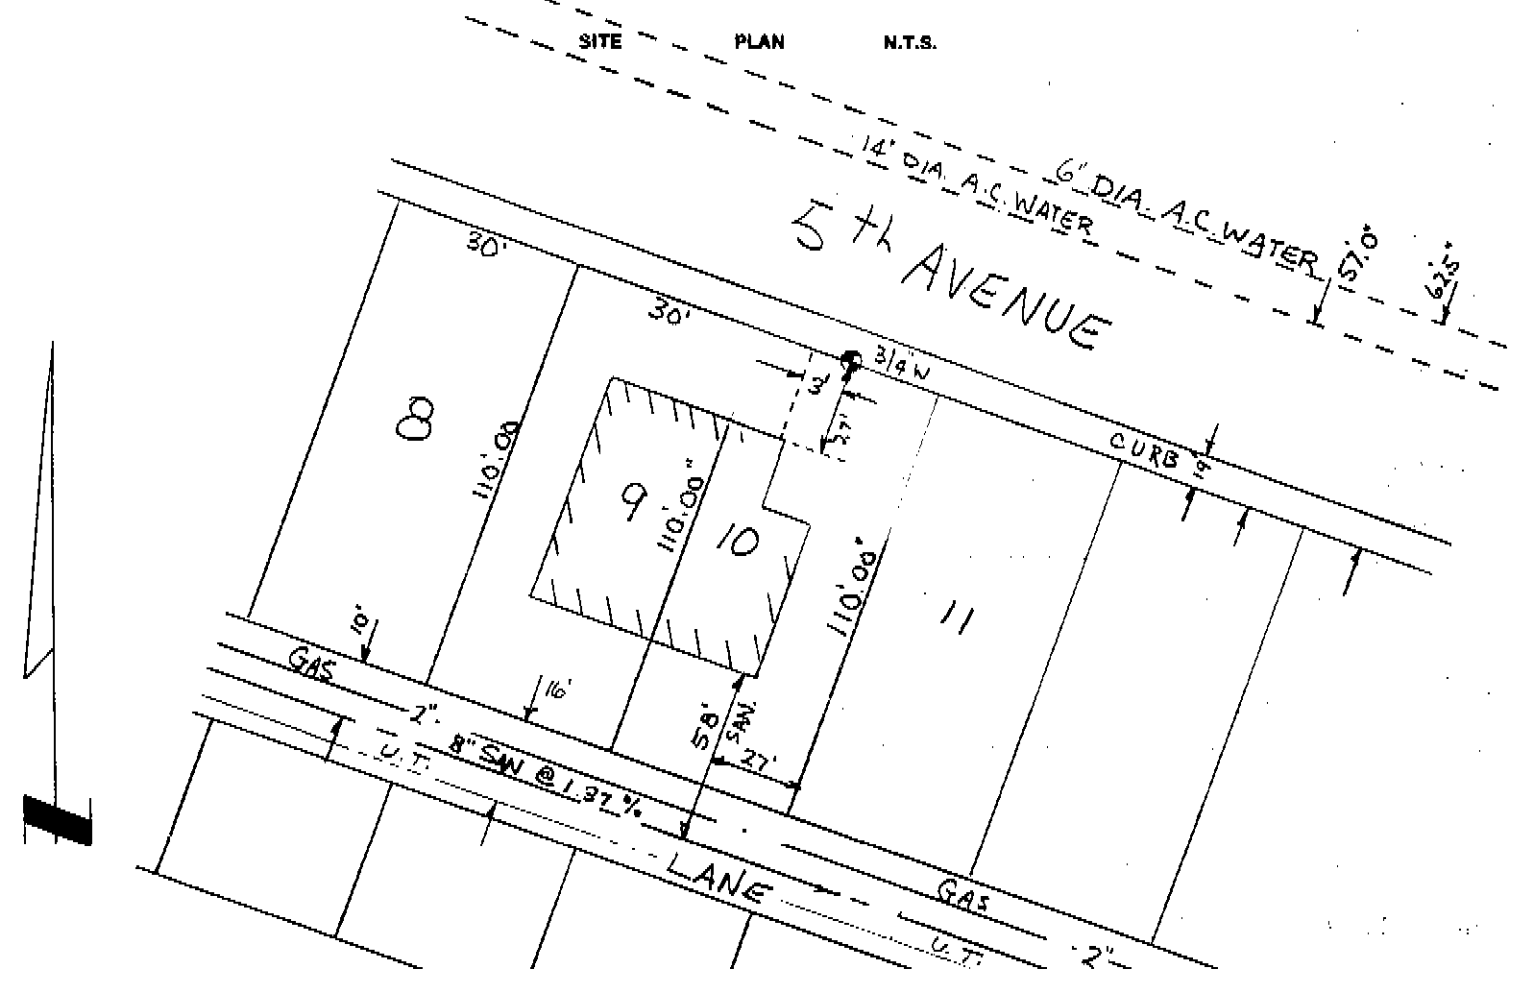 SITE PLAN N.T.S.
14" DIA. A.C. WATER
6" DIA. A.C. WATER
5th AVENUE
57.'0"
62.'5"
30'
30'
3/4 W
3'
27'
CURB
8
110.'00
9
110.'00"
10
110.'00"
11
10'
GAS
2"
16'
58'
SAN.
27'
8" SAN @ 1.37 %
U.T.
LANE
GAS
U.T.
2"